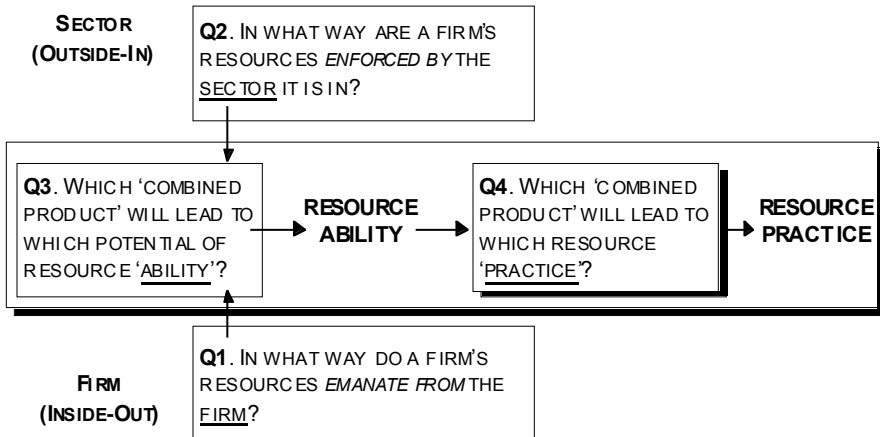 SECTOR
(OUTSIDE-IN)
Q2. IN WHAT WAY ARE A FIRM'S
RESOURCES ENFORCED BY THE
SECTOR IT IS IN?
Q3. WHICH 'COMBINED
PRODUCT' WILL LEAD TO
WHICH POTENTIAL OF
RESOURCE 'ABILITY'?
RESOURCE
ABILITY
Q4. WHICH 'COMBINED
PRODUCT' WILL LEAD TO
WHICH RESOURCE
'PRACTICE'?
RESOURCE
PRACTICE
FIRM
(INSIDE-OUT)
Q1. IN WHAT WAY DO A FIRM'S
RESOURCES EMANATE FROM THE
FIRM?